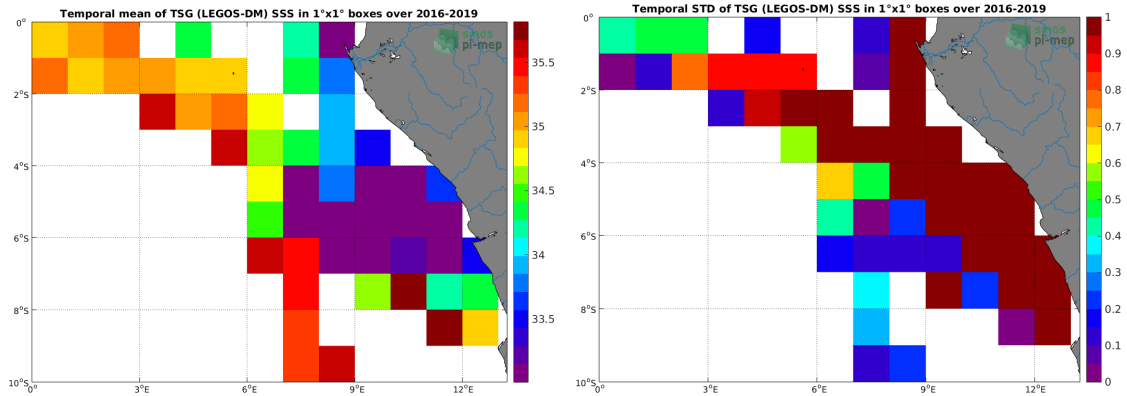 Temporal mean of TSG (LEGOS-DM) SSS in 1°x1° boxes over 2016-2019
0°
2°S
4°S
6°S
8°S
10°S
0°
3°E
6°E
9°E
12°E
smos
pi-mep
35.5
35
34.5
34
33.5
Temporal STD of TSG (LEGOS-DM) SSS in 1°x1° boxes over 2016-2019
0°
2°S
4°S
6°S
8°S
10°S
0°
3°E
6°E
9°E
12°E
smos
pi-mep
1
0.9
0.8
0.7
0.6
0.5
0.4
0.3
0.2
0.1
0